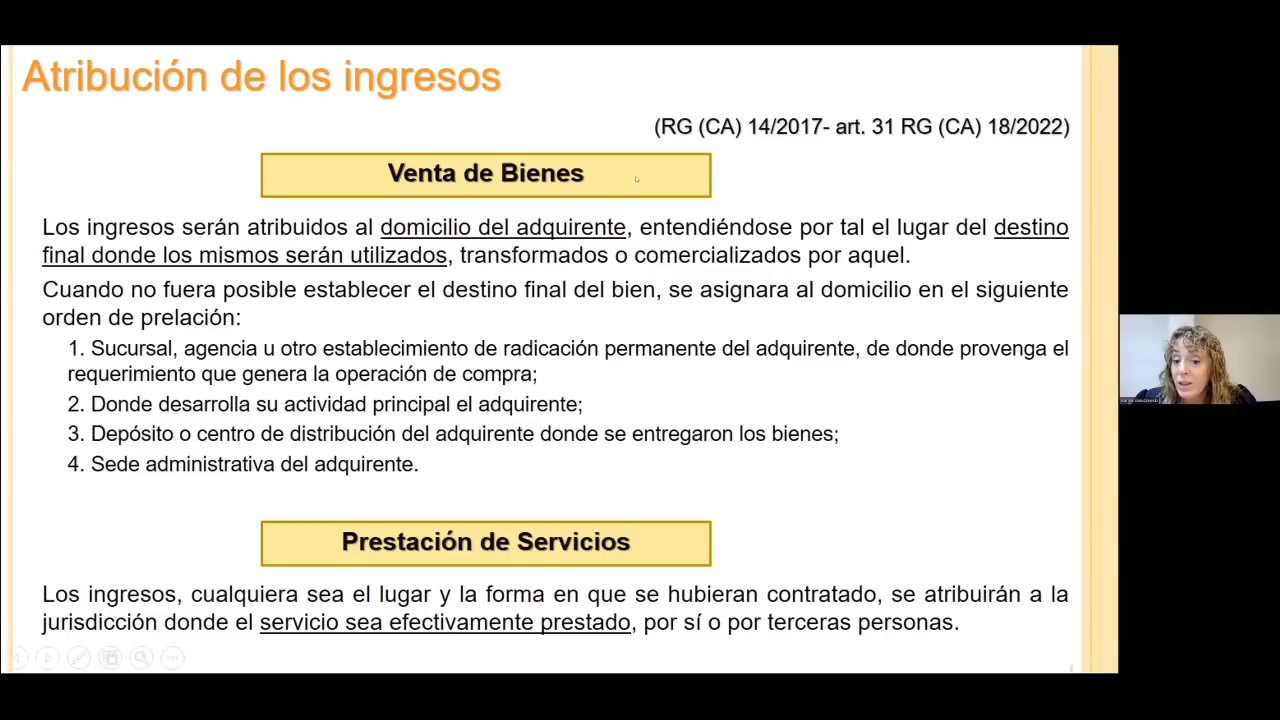 Atribución de los ingresos
(RG (CA) 14/2017- art. 31 RG (CA) 18/2022)
Venta de Bienes
Los ingresos serán atribuidos al domicilio del adquirente, entendiéndose por tal el lugar del destino
final donde los mismos serán utilizados, transformados o comercializados por aquel.
Cuando no fuera posible establecer el destino final del bien, se asignara al domicilio en el siguiente
orden de prelación:
1. Sucursal, agencia u otro establecimiento de radicación permanente del adquirente, de donde provenga el
requerimiento que genera la operación de compra;
2. Donde desarrolla su actividad principal el adquirente;
3. Depósito o centro de distribución del adquirente donde se entregaron los bienes;
4. Sede administrativa del adquirente.
Prestación de Servicios
Los ingresos, cualquiera sea el lugar y la forma en que se hubieran contratado, se atribuirán a la
jurisdicción donde el servicio sea efectivamente prestado, por sí o por terceras personas.